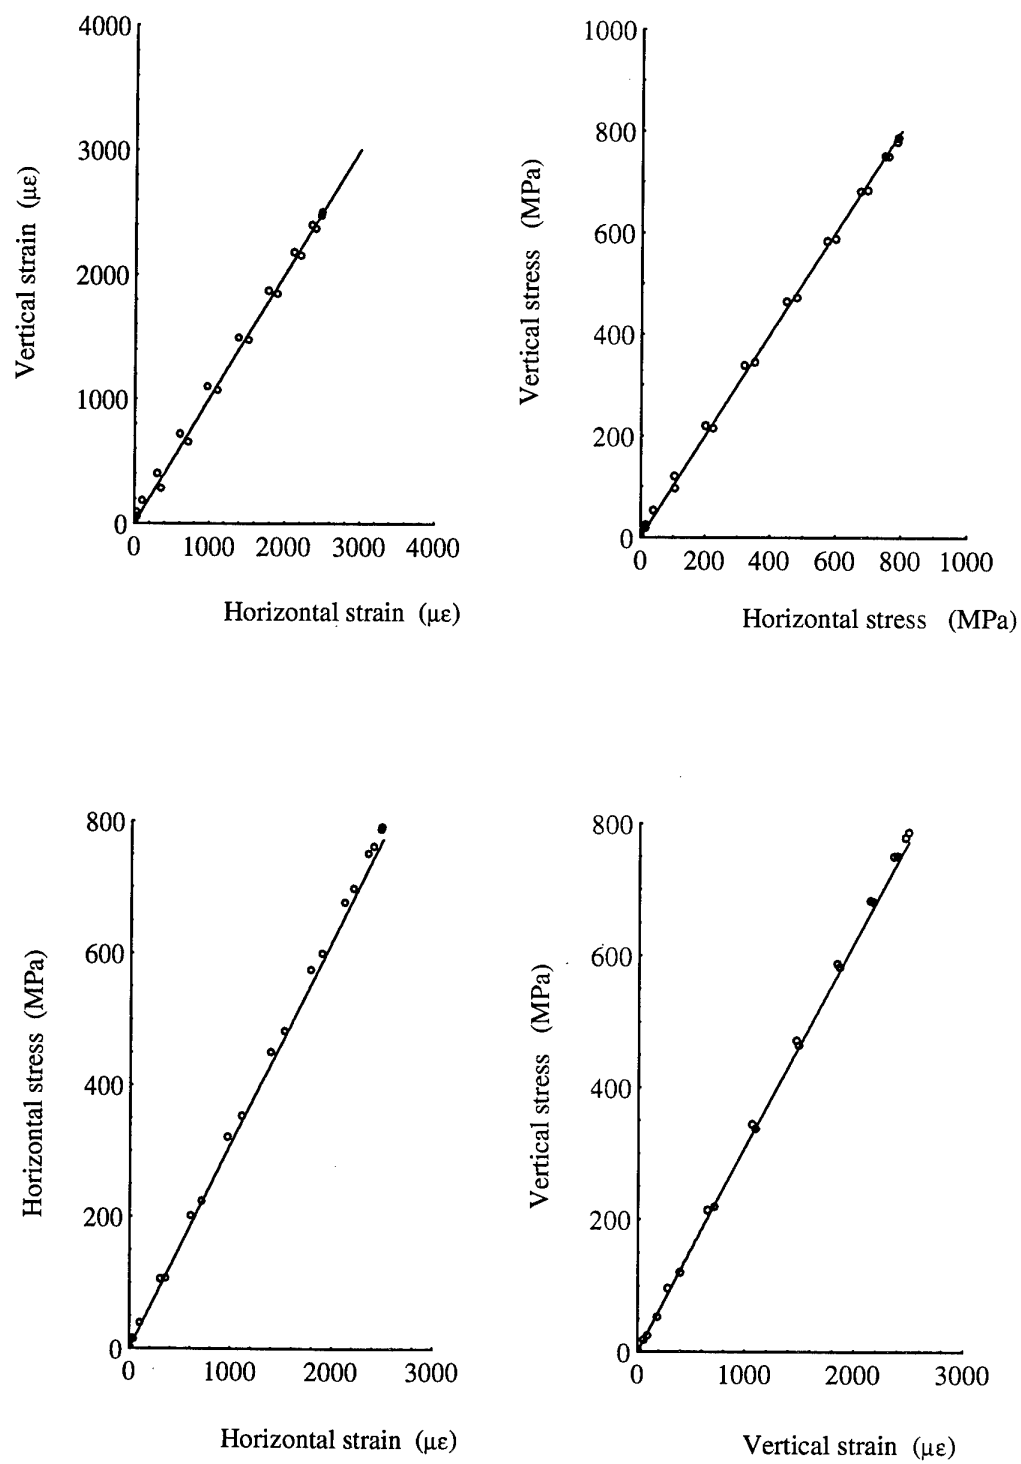 4000
3000
2000
1000
0
Vertical strain (με)
0 1000 2000 3000 4000
Horizontal strain (με)
1000
800
600
400
200
0
Vertical stress (MPa)
0 200 400 600 800 1000
Horizontal stress (MPa)
800
600
400
200
0
Horizontal stress (MPa)
0 1000 2000 3000
Horizontal strain (με)
800
600
400
200
0
Vertical stress (MPa)
0 1000 2000 3000
Vertical strain (με)